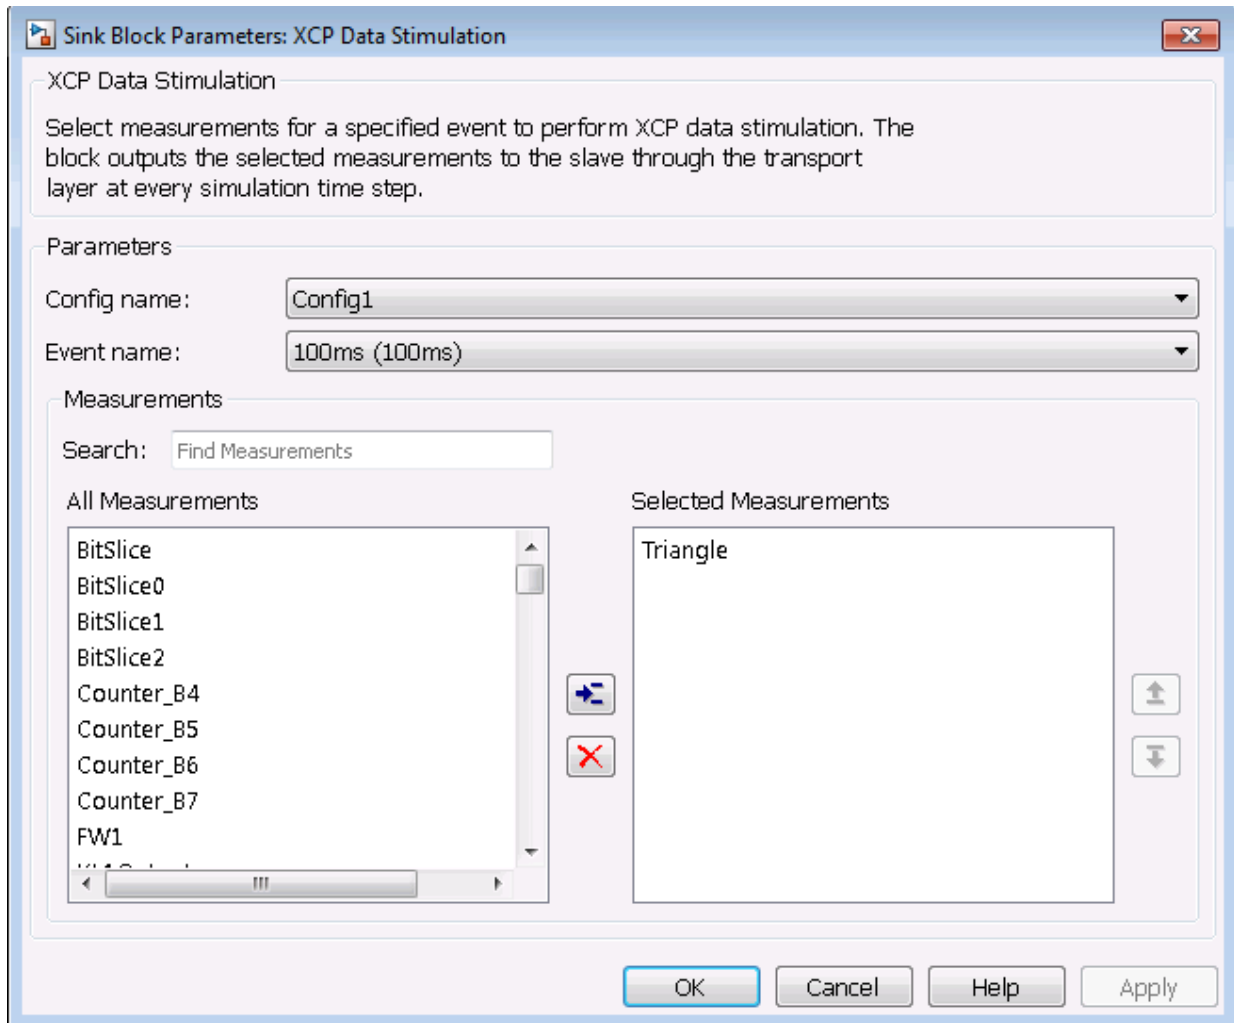 Sink Block Parameters: XCP Data Stimulation
XCP Data Stimulation
Select measurements for a specified event to perform XCP data stimulation. The
block outputs the selected measurements to the slave through the transport
layer at every simulation time step.
Parameters
Config name: Config1
Event name: 100ms (100ms)
Measurements
Search: Find Measurements
All Measurements
BitSlice
BitSlice0
BitSlice1
BitSlice2
Counter_B4
Counter_B5
Counter_B6
Counter_B7
FW1
Selected Measurements
Triangle
OK Cancel Help Apply